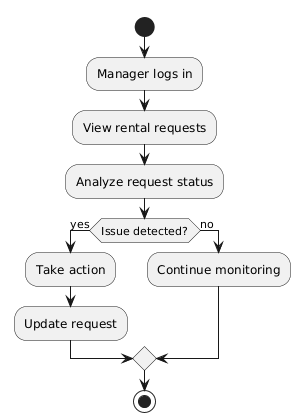 Manager logs in
View rental requests
Analyze request status
Issue detected?
yes
no
Take action
Continue monitoring
Update request